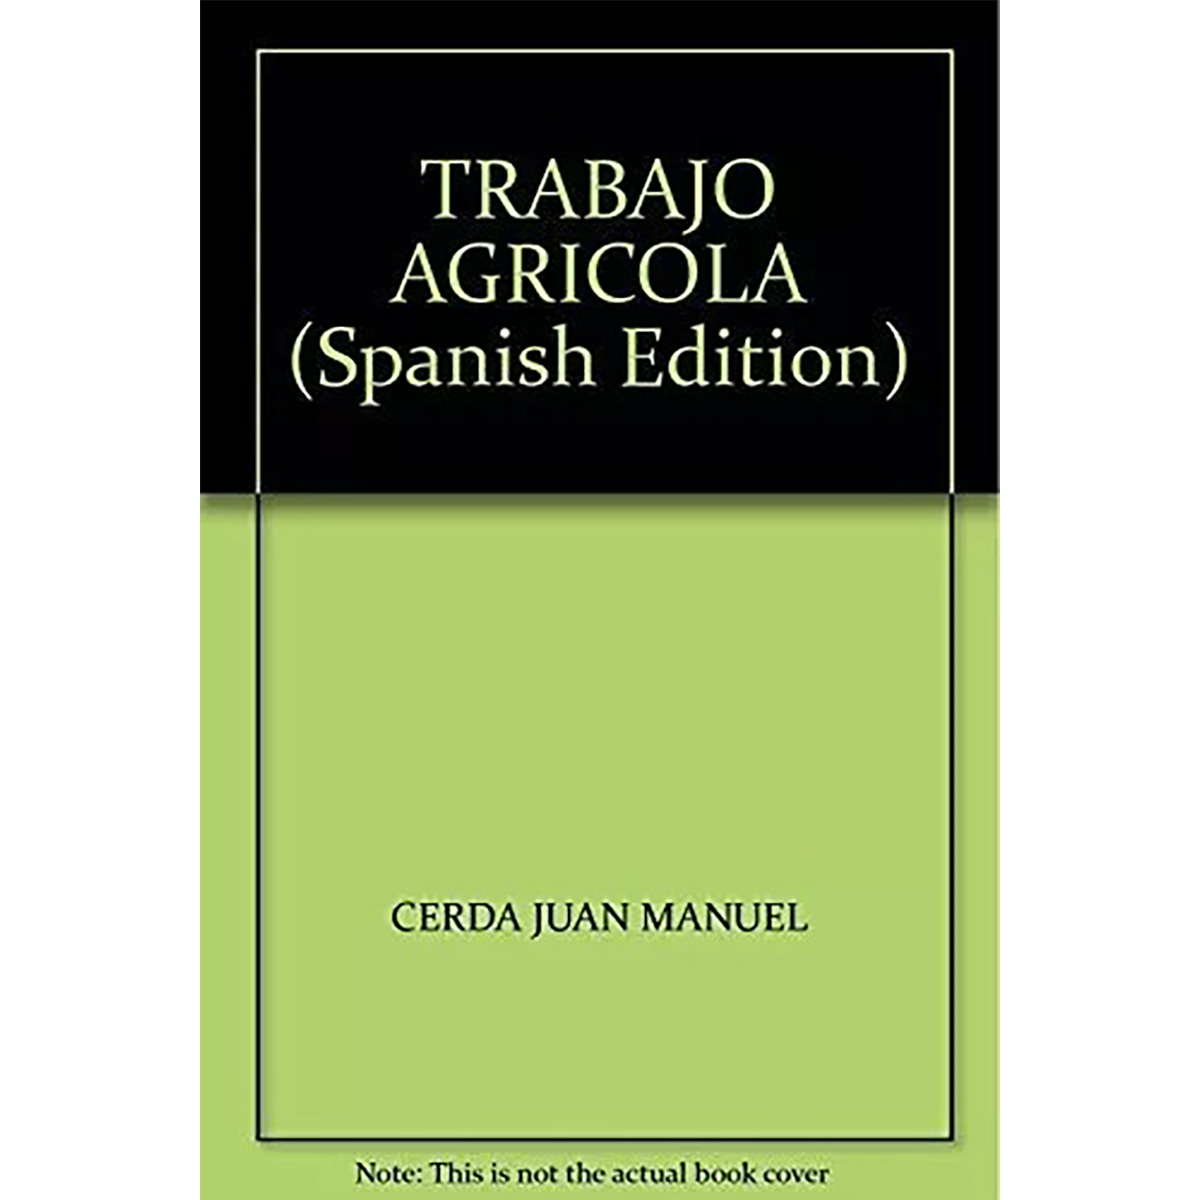 TRABAJO
AGRICOLA
(Spanish Edition)
CERDA JUAN MANUEL
Note: This is not the actual book cover